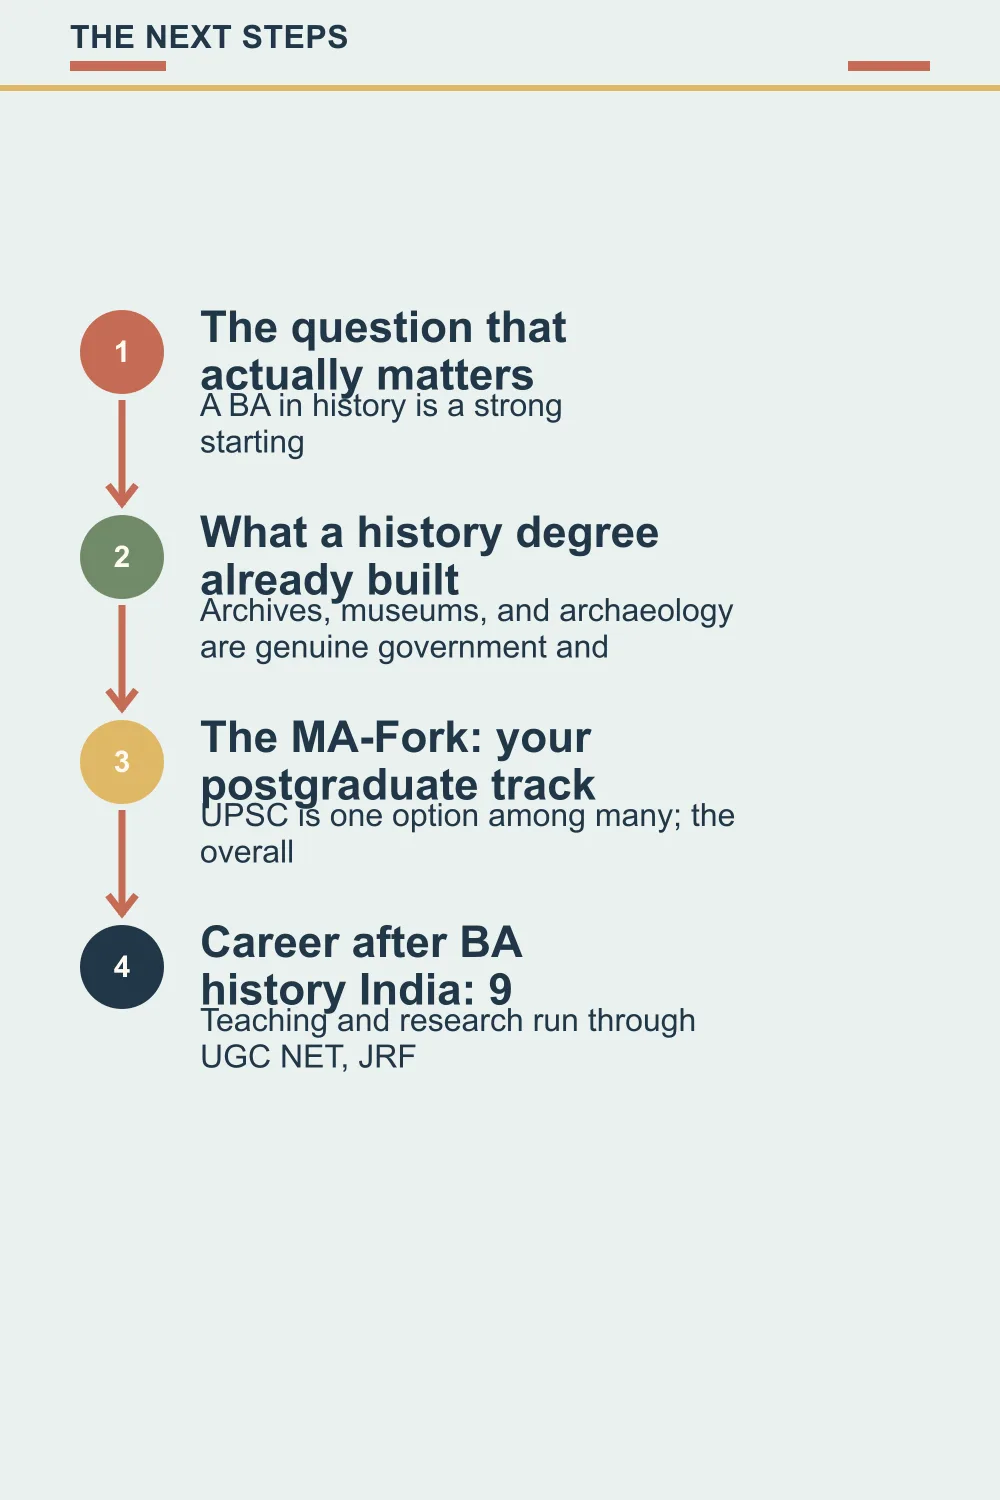 THE NEXT STEPS
1
The question that
actually matters
A BA in history is a strong
starting
2
What a history degree
already built
Archives, museums, and archaeology
are genuine government and
3
The MA-Fork: your
postgraduate track
UPSC is one option among many; the
overall
4
Career after BA
history India: 9
Teaching and research run through
UGC NET, JRF